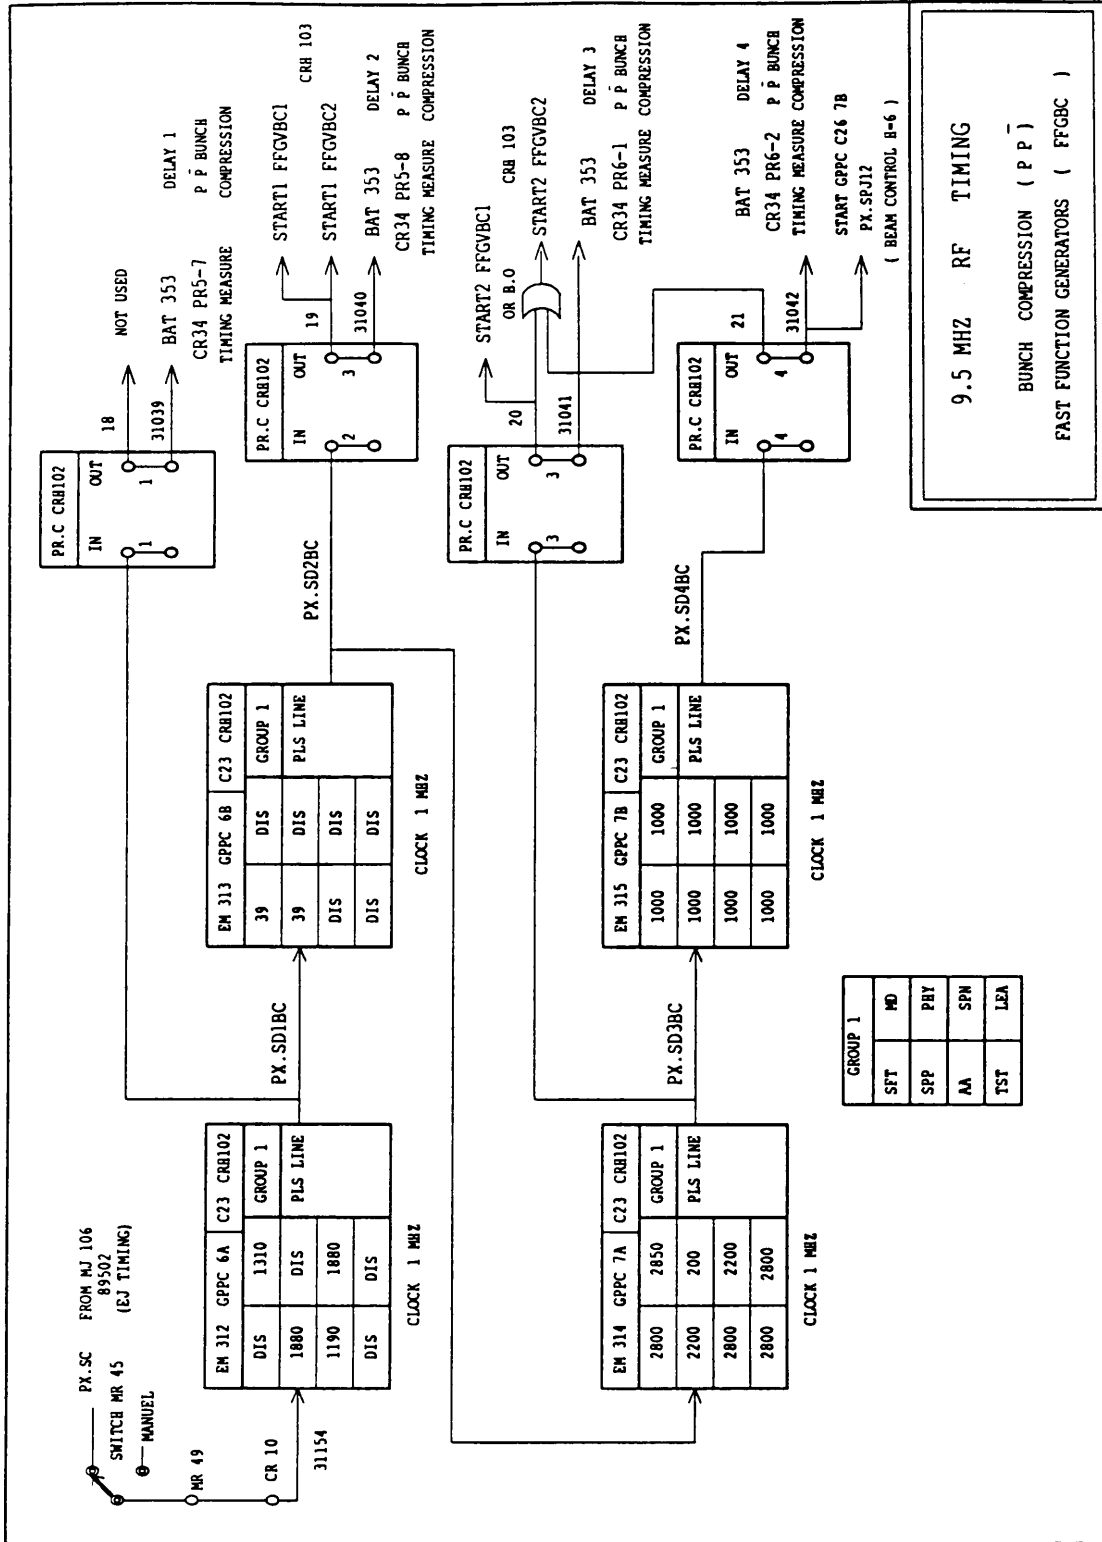 PX.SC FROM MJ 106
89502
(EJ TIMING)
SWITCH MR 45
MANUEL
MR 49
CR 10
31154
EM 312 GPPC 6A C23 CRH102
DIS 1310 GROUP 1
1880 DIS PLS LINE
1190 1880
DIS DIS
CLOCK 1 MHZ
PX.SD1BC
EM 313 GPPC 6B C23 CRH102
39 DIS GROUP 1
39 DIS PLS LINE
DIS DIS
DIS DIS
CLOCK 1 MHZ
PX.SD2BC
PR.C CRH102
IN OUT
1 1
18
NOT USED
31039
BAT 353 DELAY 1
CR34 PR5-7 P P̄ BUNCH
TIMING MEASURE COMPRESSION
PR.C CRH102
IN OUT
2 3
19
START1 FFGVBC1
CRH 103
START1 FFGVBC2
31040
BAT 353 DELAY 2
CR34 PR5-8 P P̄ BUNCH
TIMING MEASURE COMPRESSION
EM 314 GPPC 7A C23 CRH102
2800 2850 GROUP 1
2200 200 PLS LINE
2800 2200
2800 2800
CLOCK 1 MHZ
PX.SD3BC
EM 315 GPPC 7B C23 CRH102
1000 1000 GROUP 1
1000 1000 PLS LINE
1000 1000
1000 1000
CLOCK 1 MHZ
PX.SD4BC
PR.C CRH102
IN OUT
3 3
20
START2 FFGVBC1
OR B.O CRH 103
START2 FFGVBC2
31041
BAT 353 DELAY 3
CR34 PR6-1 P P̄ BUNCH
TIMING MEASURE COMPRESSION
PR.C CRH102
IN OUT
4 4
21
31042
BAT 353 DELAY 4
CR34 PR6-2 P P̄ BUNCH
TIMING MEASURE COMPRESSION
START GPPC C26 7B
PX.SPJ12
( BEAM CONTROL H=6 )
GROUP 1
SFT MD
SPP PHY
AA SPN
TST LEA
9.5 MHZ RF TIMING
BUNCH COMPRESSION ( P P̄ )
FAST FUNCTION GENERATORS ( FFGBC )